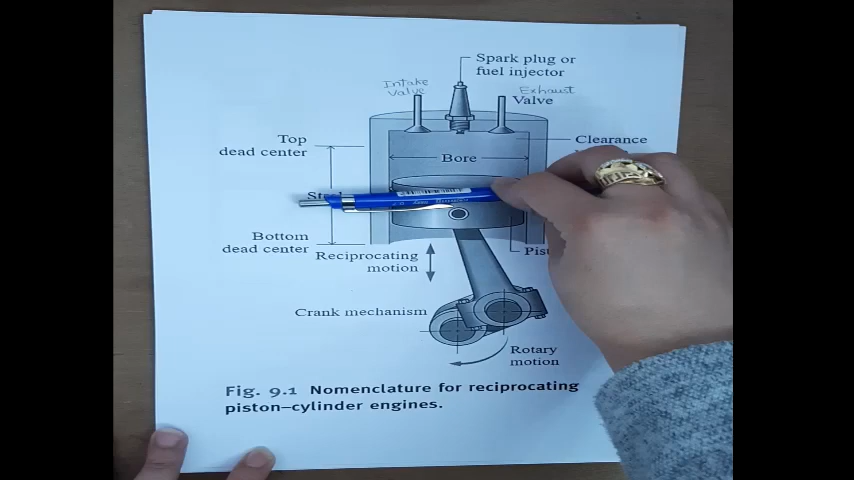 Spark plug or
fuel injector
Intake
Valve
Exhaust
Valve
Top
dead center
Clearance
Bore
Bottom
dead center
Reciprocating
motion
Crank mechanism
Rotary
motion
Fig. 9.1 Nomenclature for reciprocating
piston–cylinder engines.